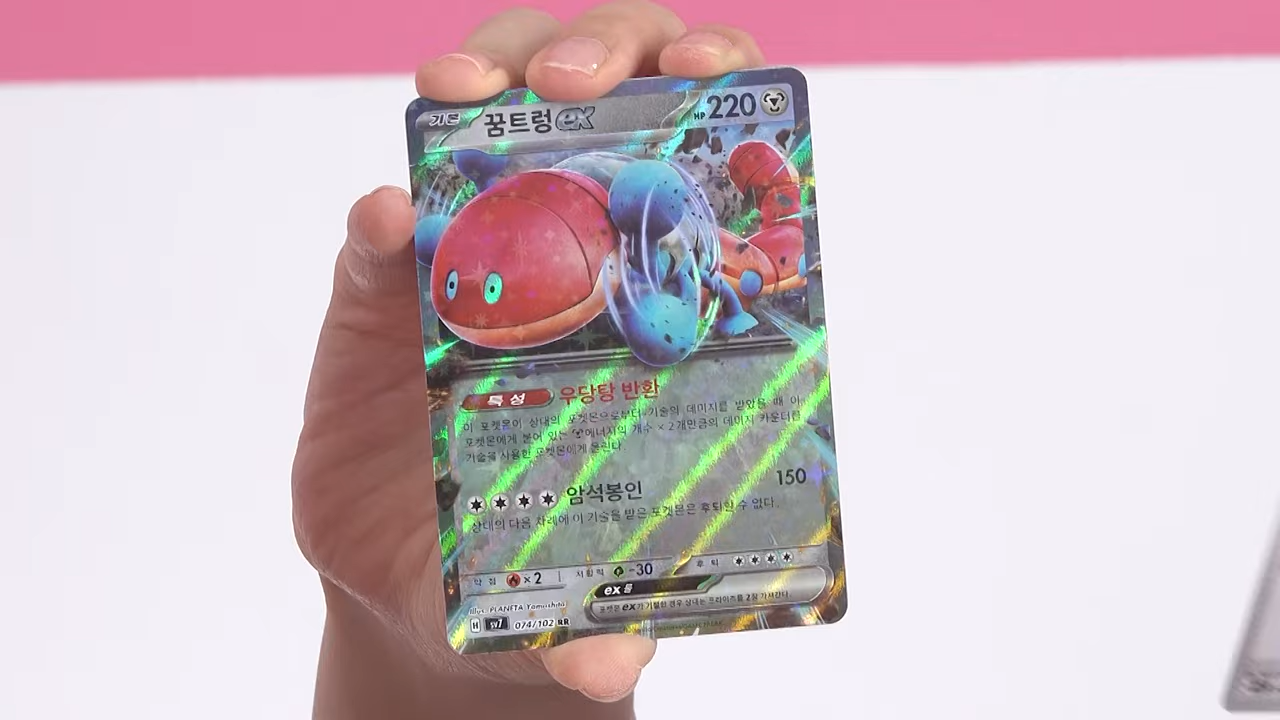 기본 꿈트렁 ex HP 220
특성 우당탕 반환
이 포켓몬이 상대의 포켓몬으로부터 기술의 데미지를 받았을 때 이
포켓몬에게 붙어 있는 에너지의 개수 × 2개만큼의 데미지 카운터를
기술을 사용한 포켓몬에게 올린다.
암석봉인 150
상대의 다음 차례에 이 기술을 받은 포켓몬은 후퇴할 수 없다.
약점 × 2 저항력 -30 후퇴
ex룰
포켓몬 ex가 기절한 경우 상대는 프라이즈를 2장 가져간다.
Illus. PLANETA Yamashita
H 074/102 RR